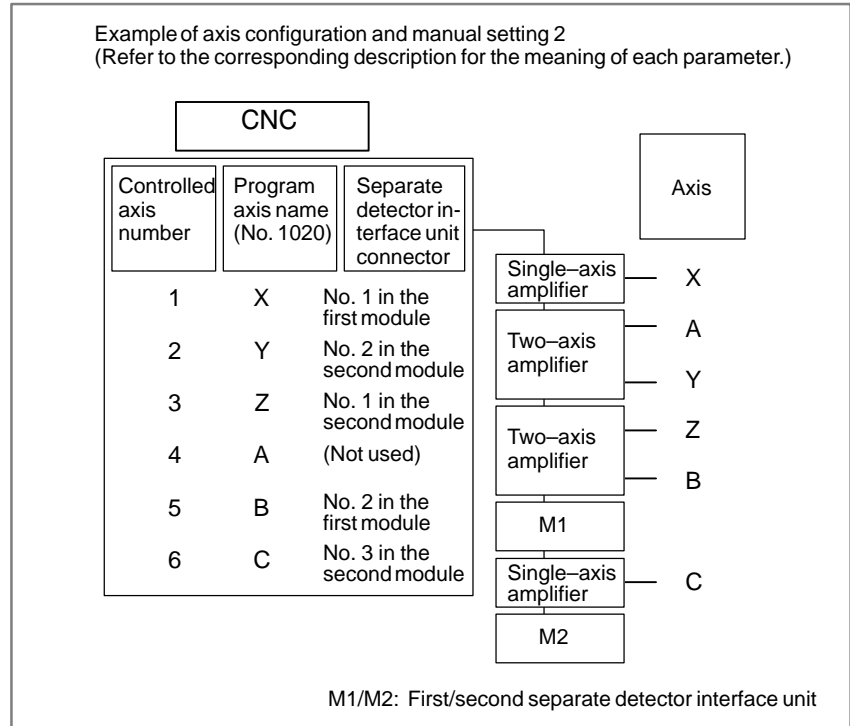 Example of axis configuration and manual setting 2
(Refer to the corresponding description for the meaning of each parameter.)
CNC
Controlled
axis
number
Program
axis name
(No. 1020)
Separate
detector in-
terface unit
connector
1 X No. 1 in the
first module
2 Y No. 2 in the
second module
3 Z No. 1 in the
second module
4 A (Not used)
5 B No. 2 in the
first module
6 C No. 3 in the
second module
Axis
Single–axis
amplifier
X
Two–axis
amplifier
A
Y
Two–axis
amplifier
Z
B
M1
Single–axis
amplifier
C
M2
M1/M2: First/second separate detector interface unit